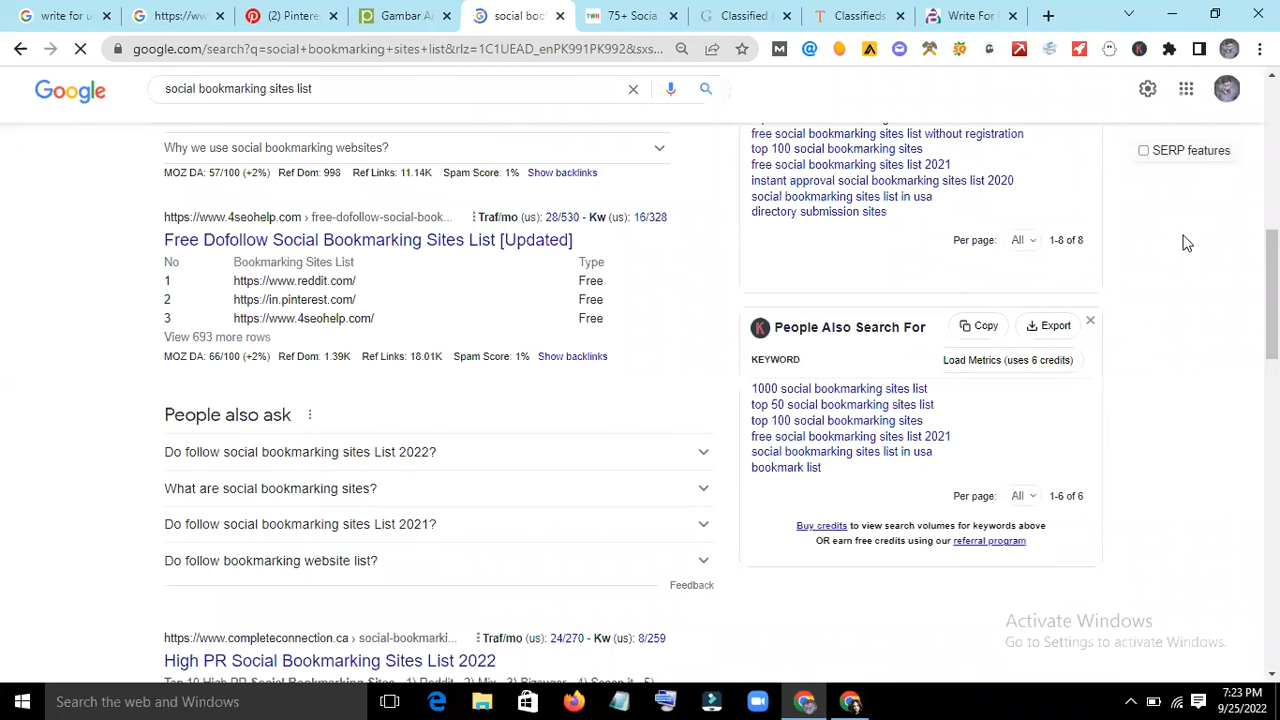 write for
https://www
(2) Pinteres
Gambar A
social boo
75+ Socia
Classified
Classifieds
Write For
google.com/search?q=social+bookmarking+sites+list&rlz=1C1UEAD_enPK991PK992&sxs...
Google
social bookmarking sites list
Why we use social bookmarking websites?
MOZ DA: 57/100 (+2%) Ref Dom: 998 Ref Links: 11.14K Spam Score: 1% Show backlinks
https://www.4seohelp.com › free-dofollow-social-book...
Traf/mo (us): 28/530 - Kw (us): 16/328
Free Dofollow Social Bookmarking Sites List [Updated]
No Bookmarking Sites List Type
1 https://www.reddit.com/ Free
2 https://in.pinterest.com/ Free
3 https://www.4seohelp.com/ Free
View 693 more rows
MOZ DA: 66/100 (+2%) Ref Dom: 1.39K Ref Links: 18.01K Spam Score: 1% Show backlinks
People also ask
Do follow social bookmarking sites List 2022?
What are social bookmarking sites?
Do follow social bookmarking sites List 2021?
Do follow bookmarking website list?
Feedback
https://www.completeconnection.ca › social-bookmarki...
Traf/mo (us): 24/270 - Kw (us): 8/259
High PR Social Bookmarking Sites List 2022
free social bookmarking sites list without registration
top 100 social bookmarking sites
free social bookmarking sites list 2021
instant approval social bookmarking sites list 2020
social bookmarking sites list in usa
directory submission sites
Per page: All 1-8 of 8
K People Also Search For
Copy
Export
KEYWORD
Load Metrics (uses 6 credits)
1000 social bookmarking sites list
top 50 social bookmarking sites list
top 100 social bookmarking sites
free social bookmarking sites list 2021
social bookmarking sites list in usa
bookmark list
Per page: All 1-6 of 6
Buy credits to view search volumes for keywords above
OR earn free credits using our referral program
SERP features
Activate Windows
Go to Settings to activate Windows.
Search the web and Windows
7:23 PM
9/25/2022